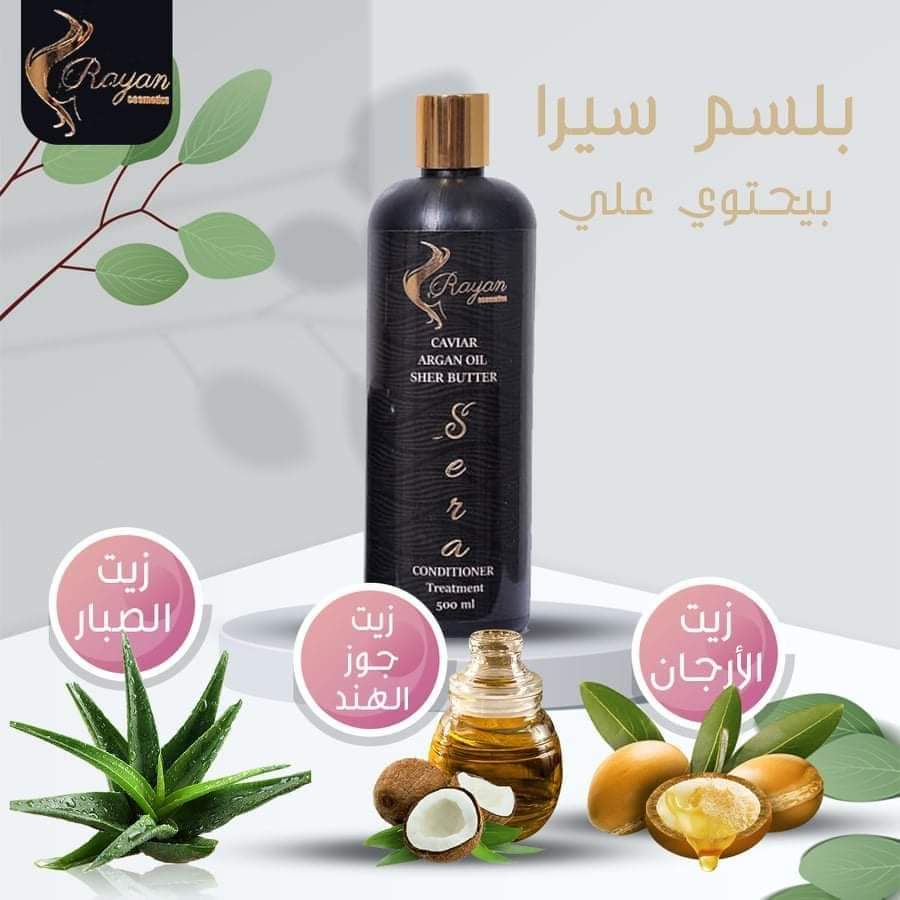 Rayan
cosmetics
بلسم سيرا
بيحتوي علي
Rayan
cosmetics
CAVIAR
ARGAN OIL
SHER BUTTER
Sera
CONDITIONER
Treatment
500 ml
زيت
الأرجان
زيت
جوز
الهند
زيت
الصبار